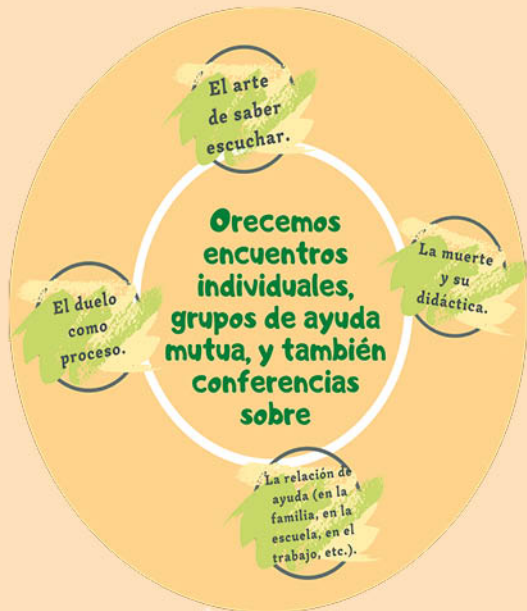 El arte
de saber
escuchar.
Orecemos
encuentros
individuales,
grupos de ayuda
mutua, y también
conferencias
sobre
La muerte
y su
didáctica.
El duelo
como
proceso.
La relación de
ayuda (en la
familia, en la
escuela, en el
trabajo, etc.).